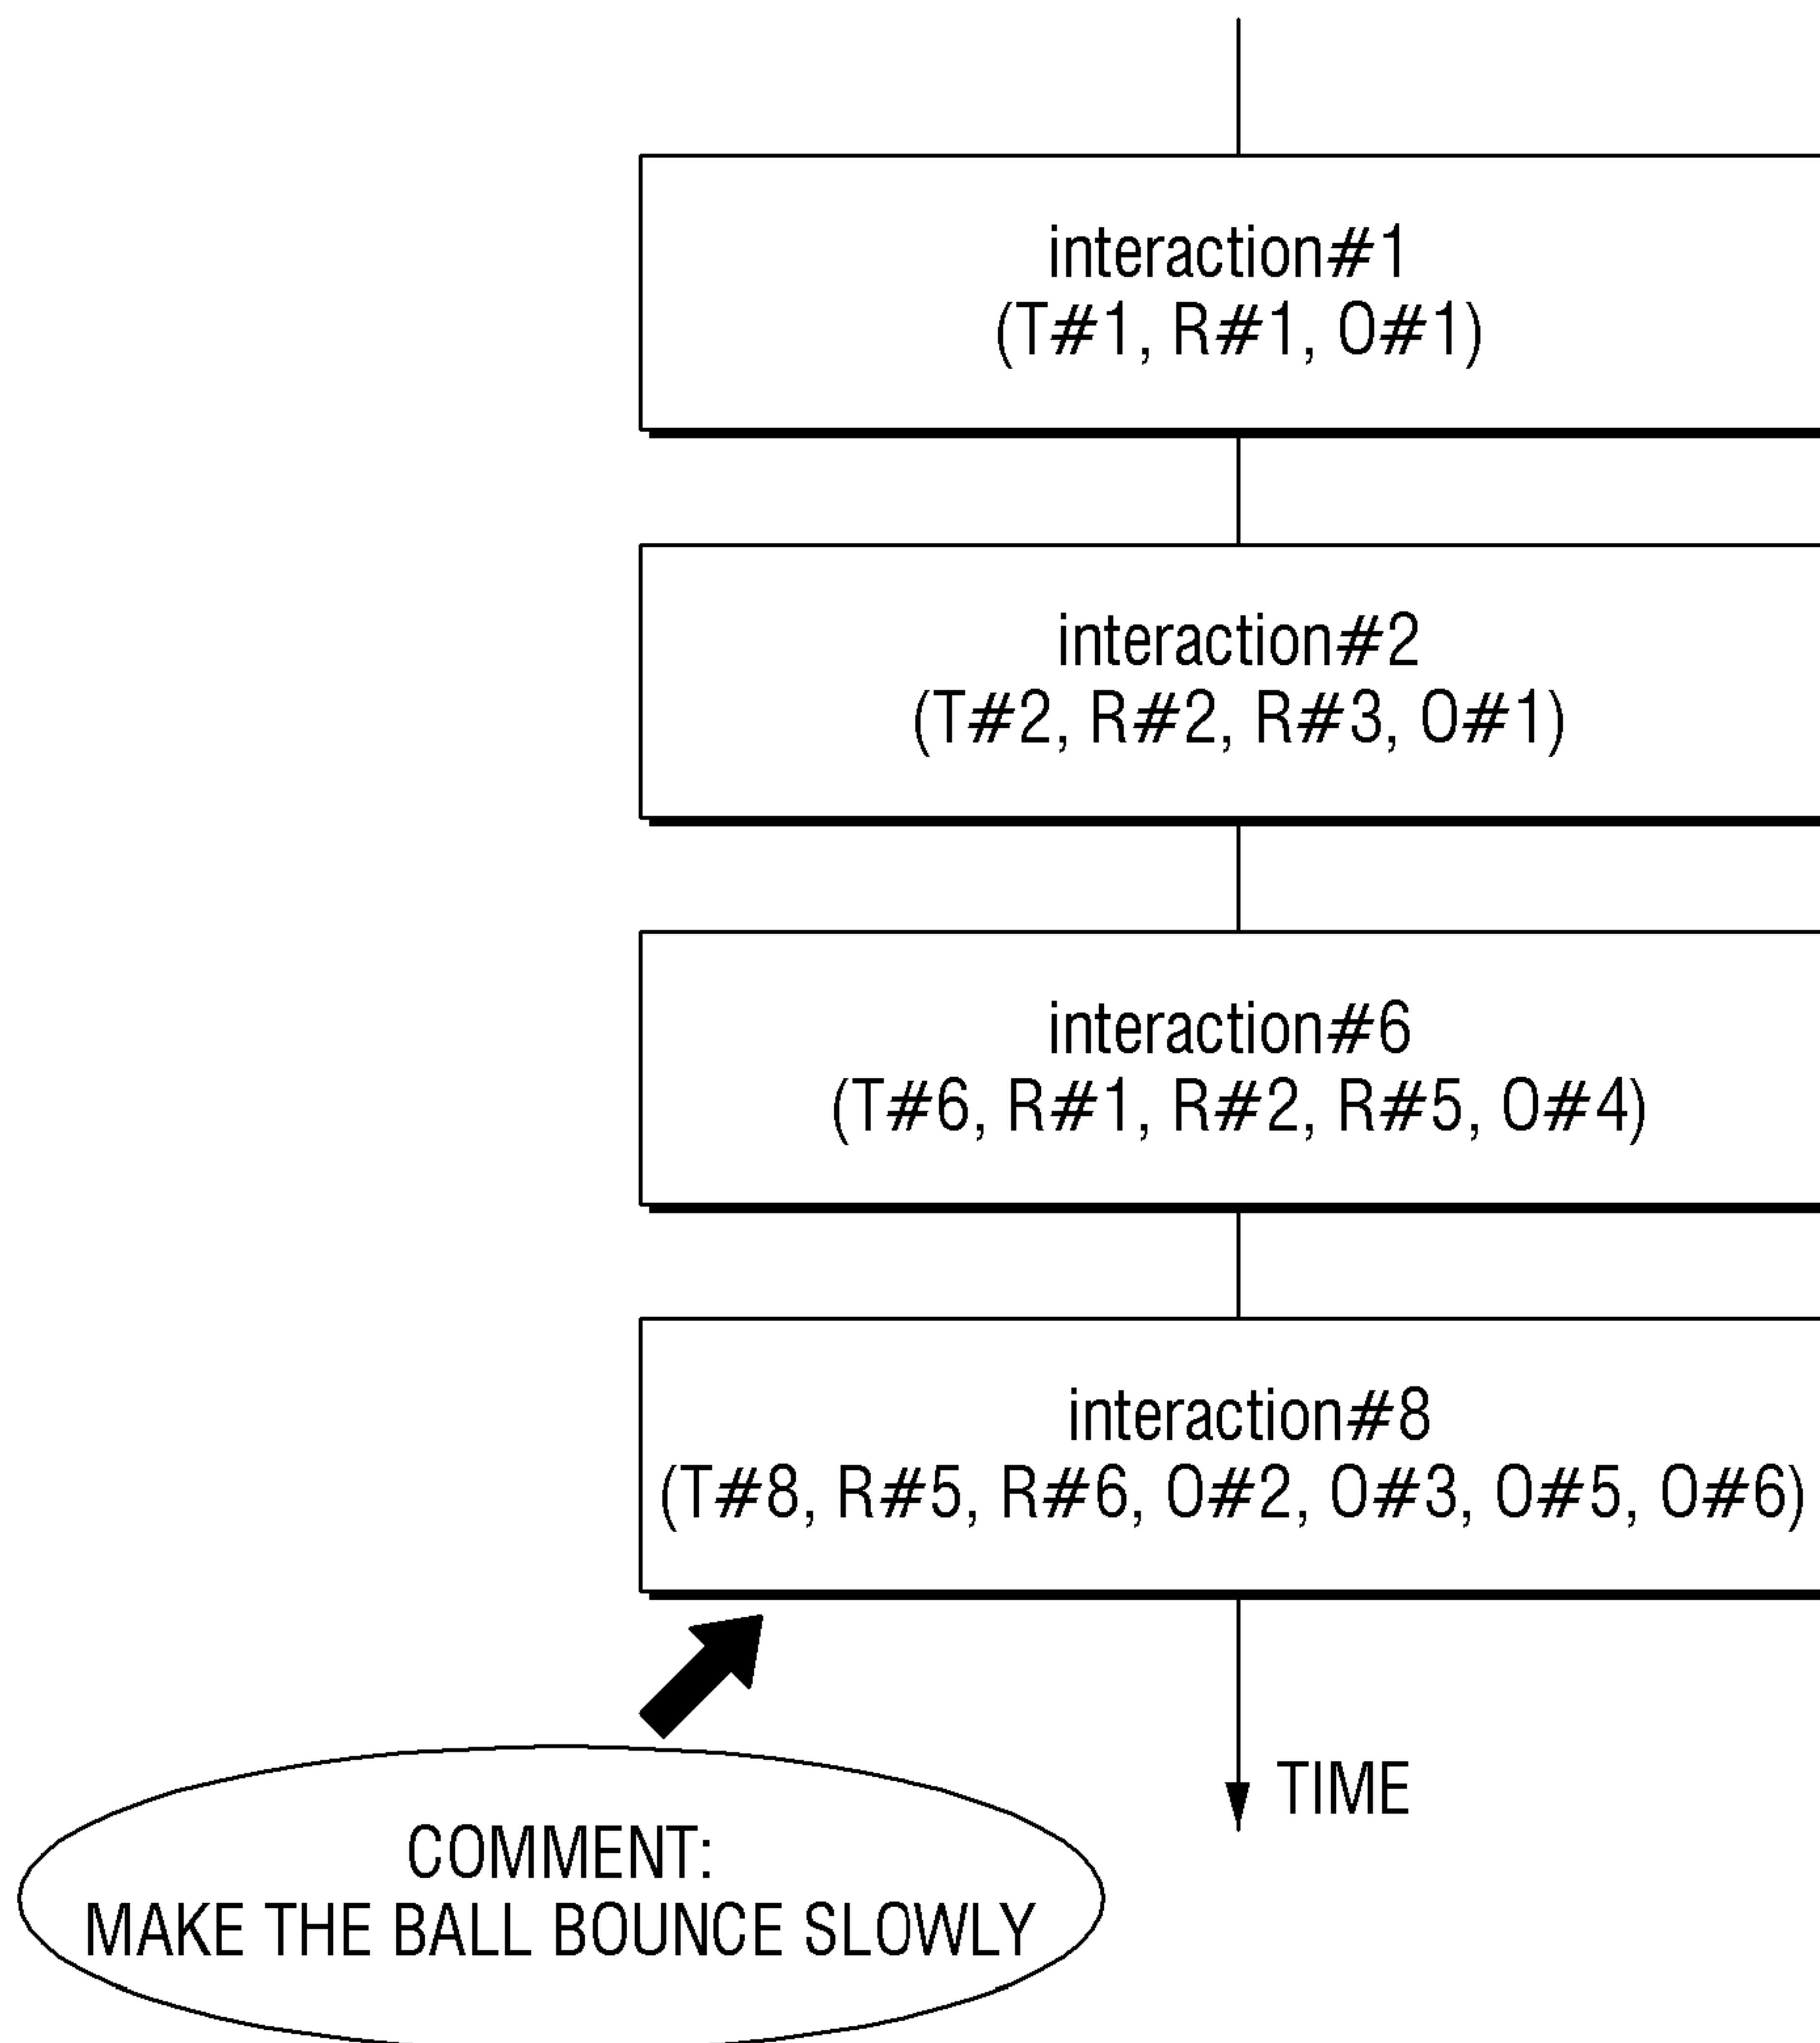 interaction#1
(T#1, R#1, O#1)
interaction#2
(T#2, R#2, R#3, O#1)
interaction#6
(T#6, R#1, R#2, R#5, O#4)
interaction#8
(T#8, R#5, R#6, O#2, O#3, O#5, O#6)
TIME
COMMENT:
MAKE THE BALL BOUNCE SLOWLY